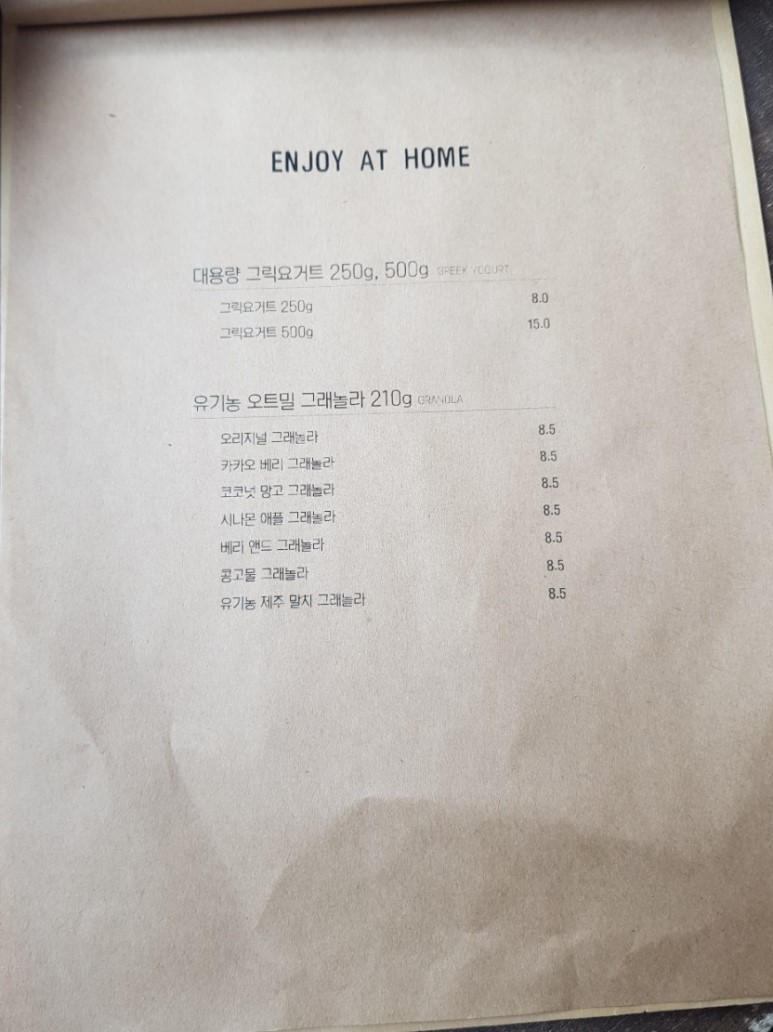 ENJOY AT HOME
대용량 그릭요거트 250g, 500g GREEK YOGURT
그릭요거트 250g 8.0
그릭요거트 500g 15.0
유기농 오트밀 그래놀라 210g GRANOLA
오리지널 그래놀라 8.5
카카오 베리 그래놀라 8.5
코코넛 망고 그래놀라 8.5
시나몬 애플 그래놀라 8.5
베리 앤드 그래놀라 8.5
콩고물 그래놀라 8.5
유기농 제주 말차 그래놀라 8.5